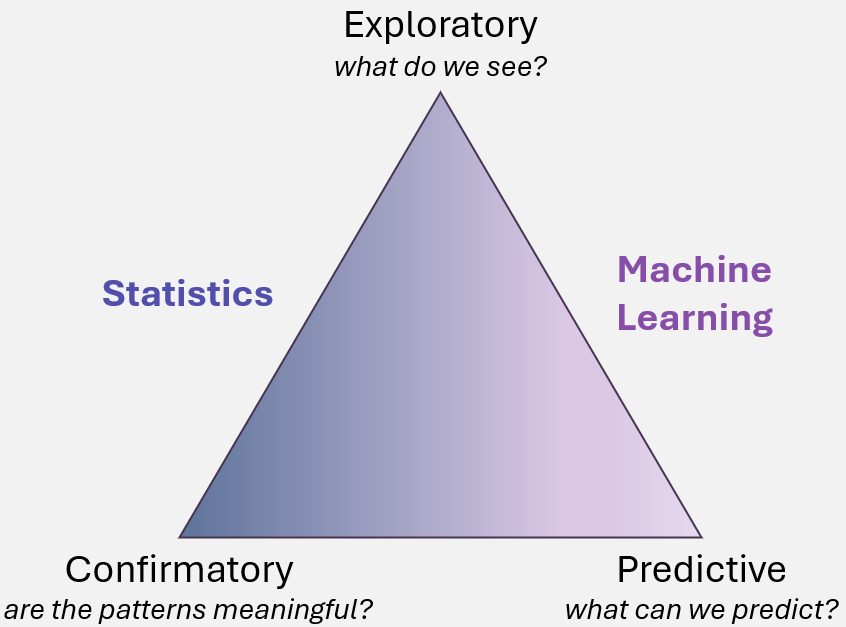 Exploratory
what do we see?
Statistics
Machine
Learning
Confirmatory
are the patterns meaningful?
Predictive
what can we predict?